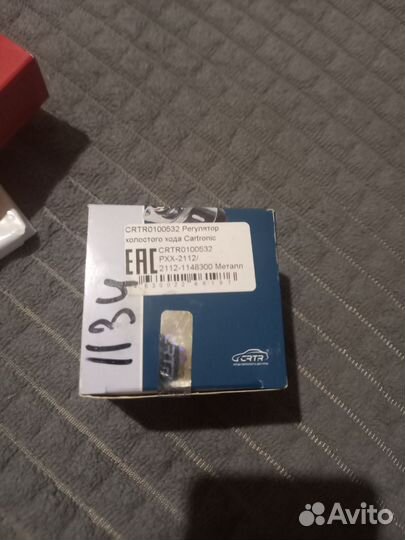 CRTR0100532 Регулятор
холостого хода Cartronic
EAC
CRTR0100532
РХХ-2112/
2112-1148300 Металл
1134
CRTR
Avito